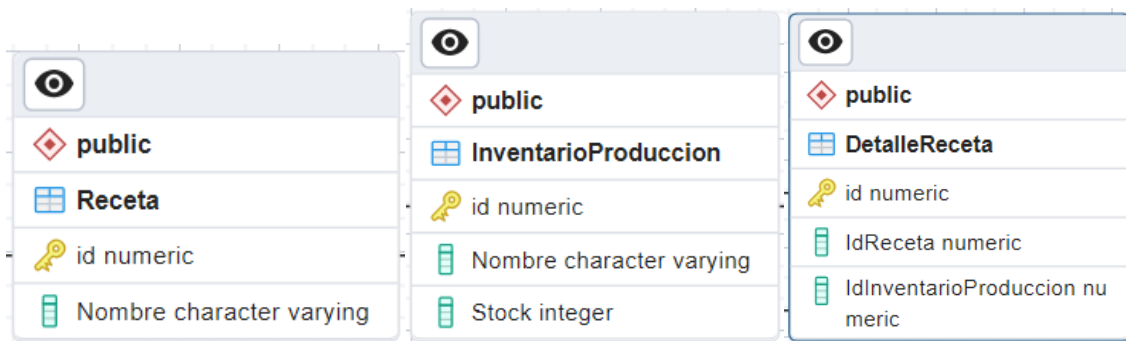 public
Receta
id numeric
Nombre character varying
public
InventarioProduccion
id numeric
Nombre character varying
Stock integer
public
DetalleReceta
id numeric
IdReceta numeric
IdInventarioProduccion nu
meric